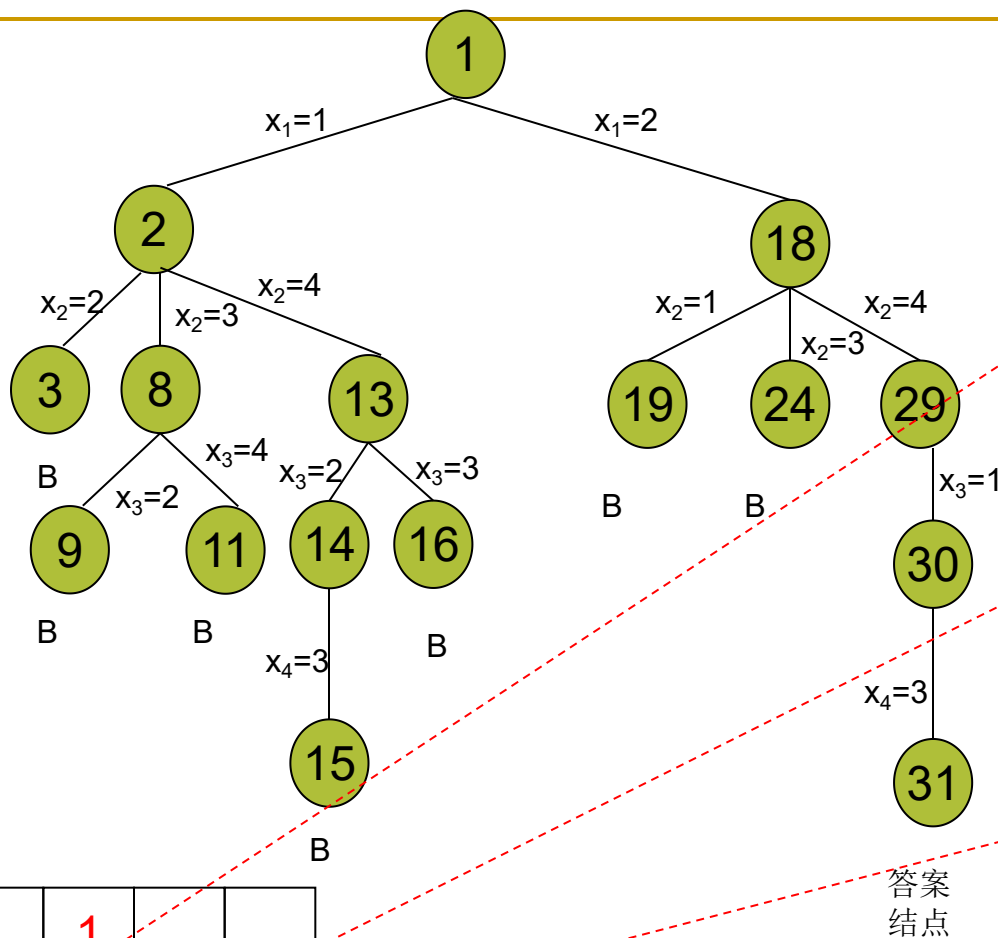 1
x₁=1
x₁=2
2
18
x₂=2
x₂=3
x₂=4
x₂=1
x₂=3
x₂=4
3
8
13
19
24
29
B
x₃=2
x₃=4
x₃=2
x₃=3
B
B
x₃=1
9
11
14
16
30
B
B
B
x₄=3
x₄=3
15
31
B
答案
结点
1